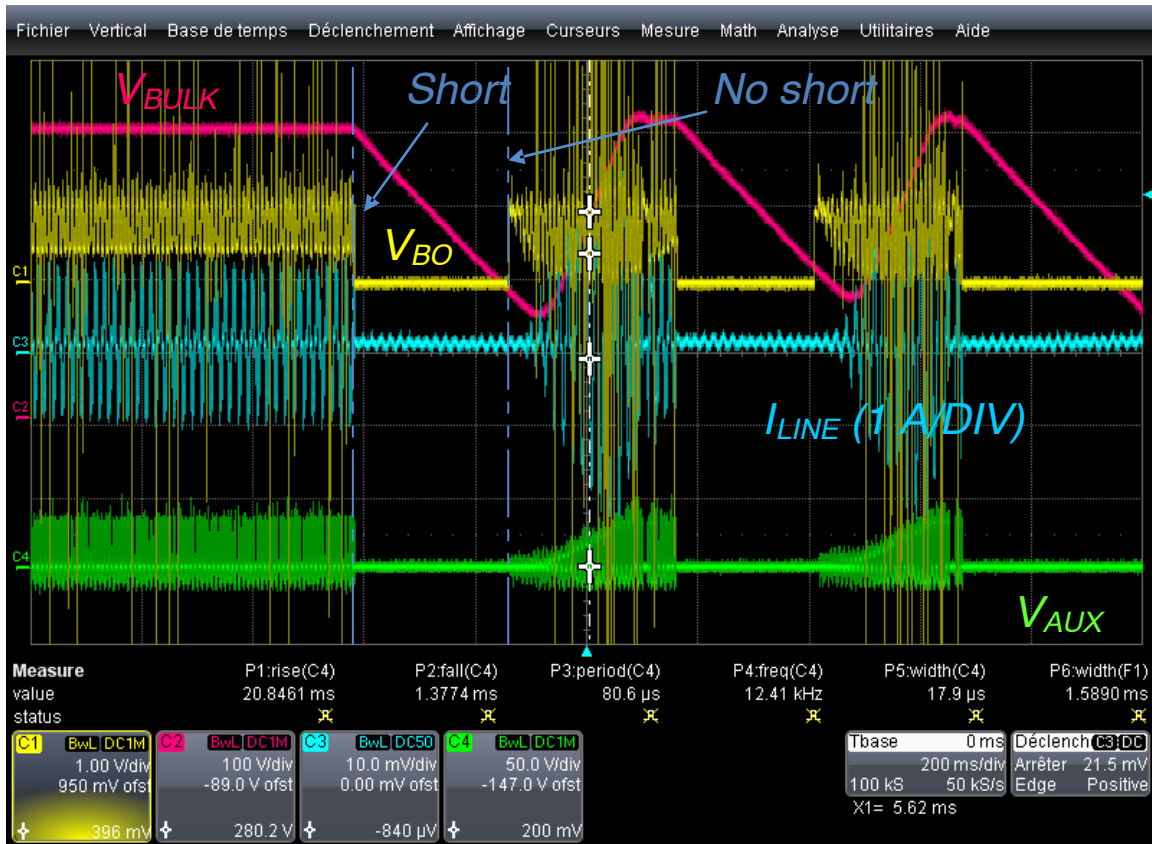 Fichier Vertical Base de temps Déclenchement Affichage Curseurs Mesure Math Analyse Utilitaires Aide
VBULK Short No short
VBO
C1
C3
C2
ILINE (1 A/DIV)
C4
VAUX
Measure P1:rise(C4) P2:fall(C4) P3:period(C4) P4:freq(C4) P5:width(C4) P6:width(F1)
value 20.8461 ms 1.3774 ms 80.6 µs 12.41 kHz 17.9 µs 1.5890 ms
status
C1 BwL DC1M C2 BwL DC1M C3 BwL DC50 C4 BwL DC1M Tbase 0 ms Déclench C3 DC
1.00 V/div 100 V/div 10.0 mV/div 50.0 V/div 200 ms/div Arrêter 21.5 mV
950 mV ofst -89.0 V ofst 0.00 mV ofst -147.0 V ofst 100 kS 50 kS/s Edge Positive
X1= 5.62 ms
396 mV 280.2 V -840 µV 200 mV